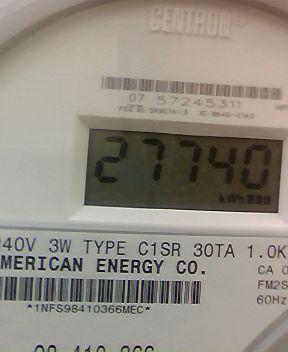 CENTRON®
07 57245311
27740
kWh
240V 3W TYPE C1SR 30TA 1.0K
MERICAN ENERGY CO.
CA 0
FM2S
*1NFS98410366MEC*
60Hz